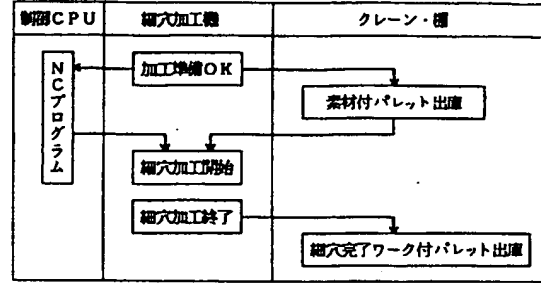 制御CPU
細穴加工機
クレーン・棚
NCプログラム
加工準備OK
素材付パレット出庫
細穴加工開始
細穴加工終了
細穴完了ワーク付パレット出庫